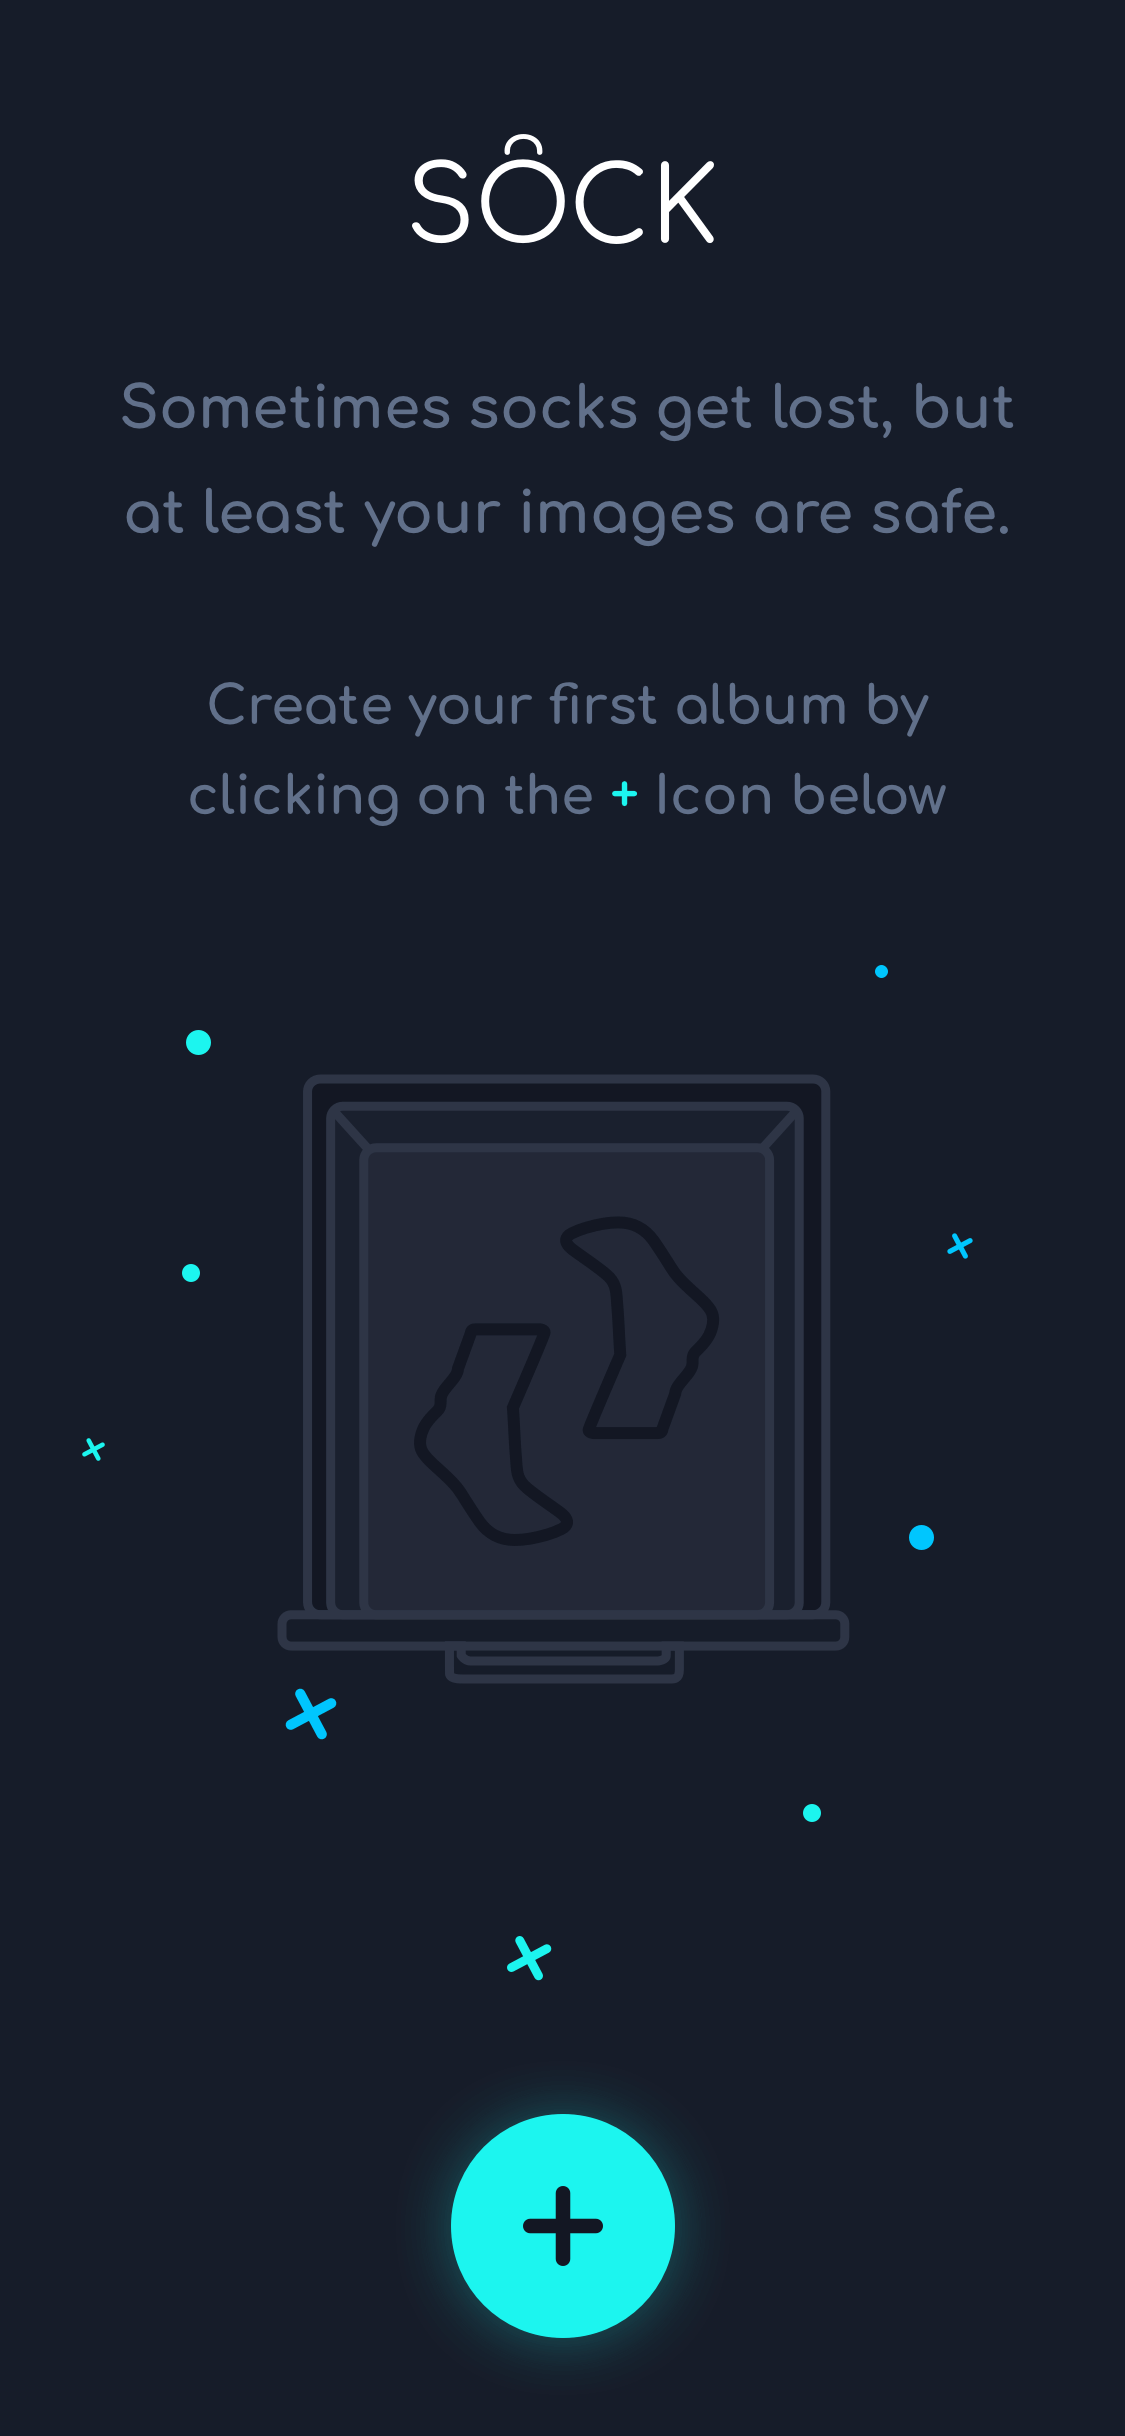 SÔCK
Sometimes socks get lost, but
at least your images are safe.
Create your first album by
clicking on the + Icon below